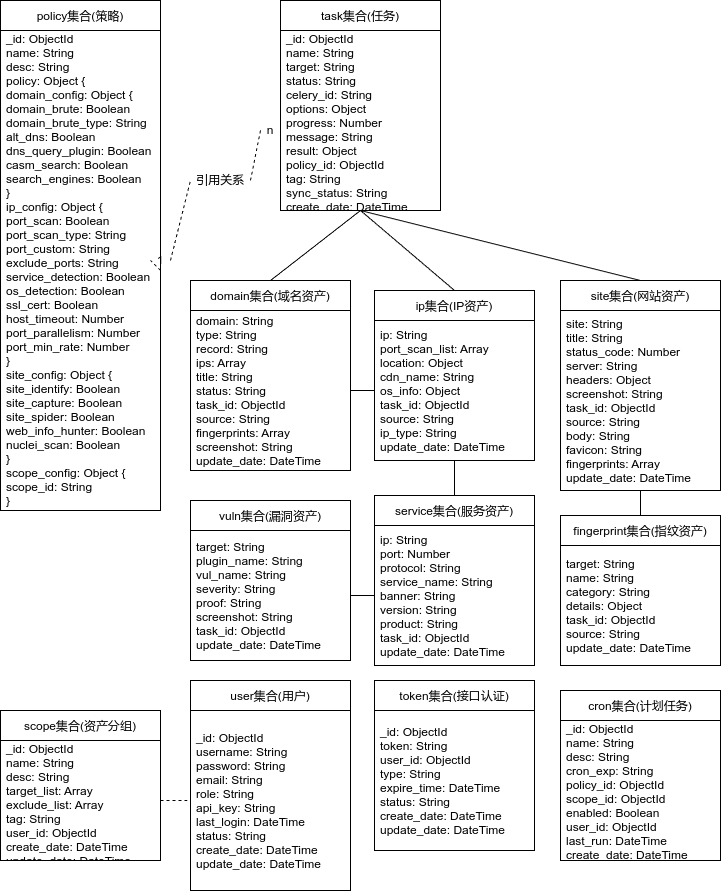 policy集合(策略)
_id: ObjectId
name: String
desc: String
policy: Object {
domain_config: Object {
domain_brute: Boolean
domain_brute_type: String
alt_dns: Boolean
dns_query_plugin: Boolean
casm_search: Boolean
search_engines: Boolean
}
ip_config: Object {
port_scan: Boolean
port_scan_type: String
port_custom: String
exclude_ports: String
service_detection: Boolean
os_detection: Boolean
ssl_cert: Boolean
host_timeout: Number
port_parallelism: Number
port_min_rate: Number
}
site_config: Object {
site_identify: Boolean
site_capture: Boolean
site_spider: Boolean
web_info_hunter: Boolean
nuclei_scan: Boolean
}
scope_config: Object {
scope_id: String
}
引用关系
n
task集合(任务)
_id: ObjectId
name: String
target: String
status: String
celery_id: String
options: Object
progress: Number
message: String
result: Object
policy_id: ObjectId
tag: String
sync_status: String
create_date: DateTime
domain集合(域名资产)
domain: String
type: String
record: String
ips: Array
title: String
status: String
task_id: ObjectId
source: String
fingerprints: Array
screenshot: String
update_date: DateTime
ip集合(IP资产)
ip: String
port_scan_list: Array
location: Object
cdn_name: String
os_info: Object
task_id: ObjectId
source: String
ip_type: String
update_date: DateTime
site集合(网站资产)
site: String
title: String
status_code: Number
server: String
headers: Object
screenshot: String
task_id: ObjectId
source: String
body: String
favicon: String
fingerprints: Array
update_date: DateTime
vuln集合(漏洞资产)
target: String
plugin_name: String
vul_name: String
severity: String
proof: String
screenshot: String
task_id: ObjectId
update_date: DateTime
service集合(服务资产)
ip: String
port: Number
protocol: String
service_name: String
banner: String
version: String
product: String
task_id: ObjectId
update_date: DateTime
fingerprint集合(指纹资产)
target: String
name: String
category: String
details: Object
task_id: ObjectId
source: String
update_date: DateTime
scope集合(资产分组)
_id: ObjectId
name: String
desc: String
target_list: Array
exclude_list: Array
tag: String
user_id: ObjectId
create_date: DateTime
update_date: DateTime
user集合(用户)
_id: ObjectId
username: String
password: String
email: String
role: String
api_key: String
last_login: DateTime
status: String
create_date: DateTime
update_date: DateTime
token集合(接口认证)
_id: ObjectId
token: String
user_id: ObjectId
type: String
expire_time: DateTime
status: String
create_date: DateTime
update_date: DateTime
cron集合(计划任务)
_id: ObjectId
name: String
desc: String
cron_exp: String
policy_id: ObjectId
scope_id: ObjectId
enabled: Boolean
user_id: ObjectId
last_run: DateTime
create_date: DateTime